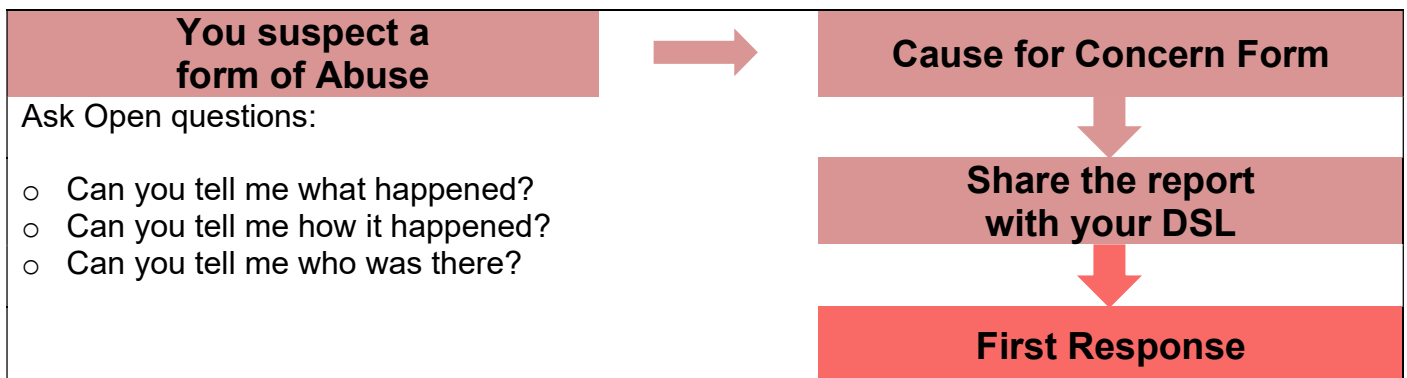 You suspect a
form of Abuse
Cause for Concern Form
Ask Open questions:
o Can you tell me what happened?
o Can you tell me how it happened?
o Can you tell me who was there?
Share the report
with your DSL
First Response